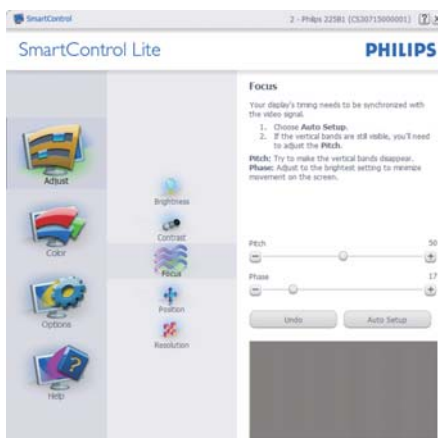 SmartControl
2 - Philips 225B1 (CS30715000001)
SmartControl Lite
PHILIPS
Adjust
Color
Options
Help
Brightness
Contrast
Focus
Position
Resolution
Focus
Your display's timing needs to be synchronized with
the video signal.
1. Choose Auto Setup.
2. If the vertical bands are still visible, you'll need
to adjust the Pitch.
Pitch: Try to make the vertical bands disappear.
Phase: Adjust to the brightest setting to minimize
movement on the screen.
Pitch 50
Phase 17
Undo
Auto Setup